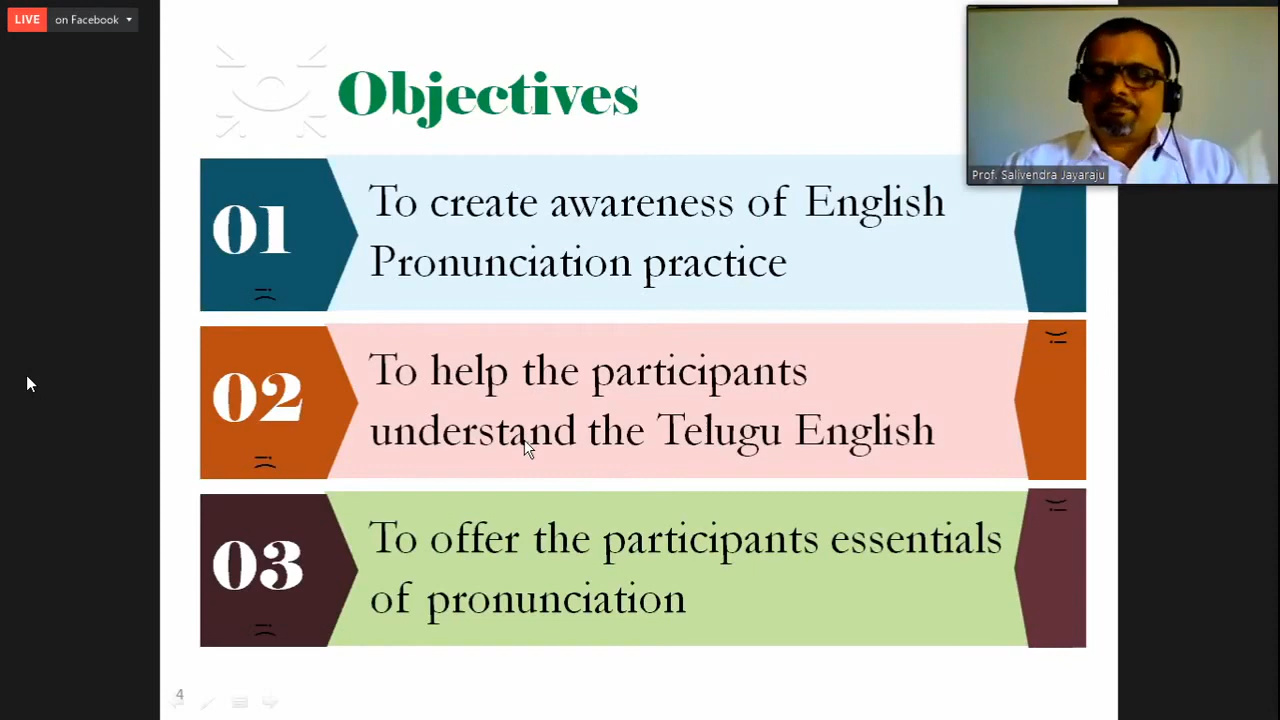 LIVE on Facebook
Objectives
Prof. Salivendra Jayaraju
01
To create awareness of English
Pronunciation practice
02
To help the participants
understand the Telugu English
03
To offer the participants essentials
of pronunciation
4